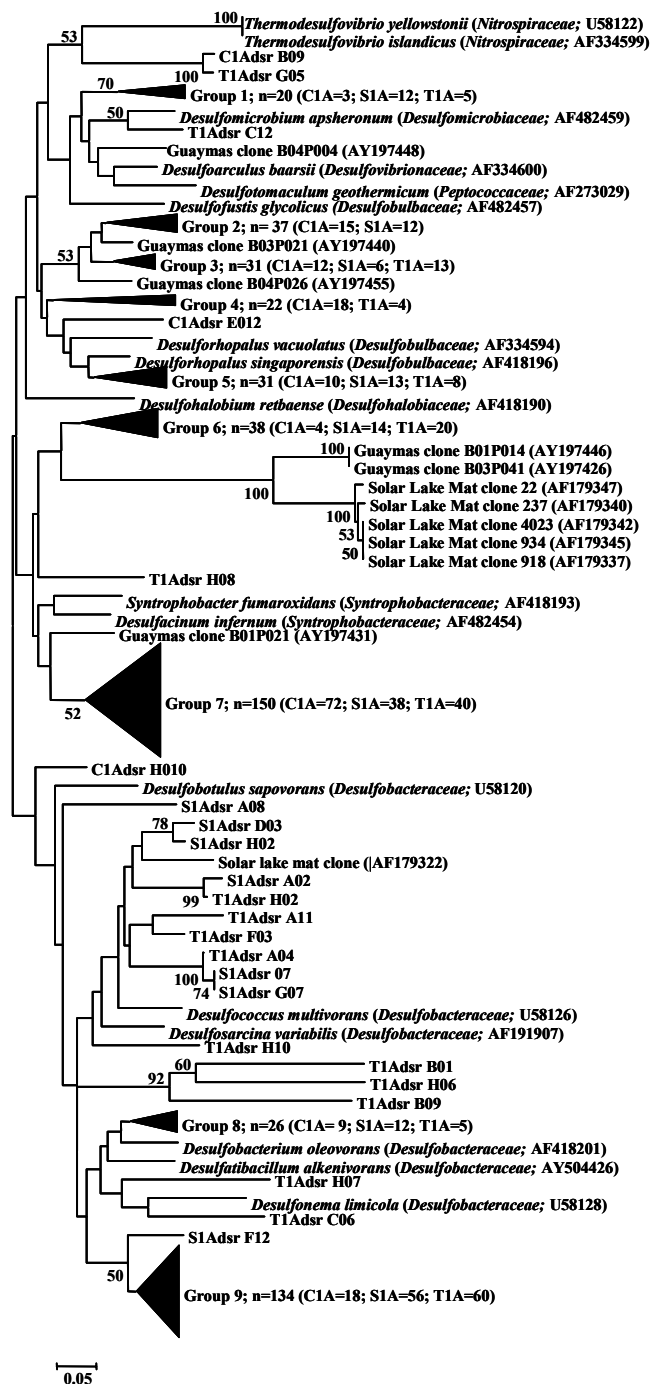 100
Thermodesulfovibrio yellowstonii (Nitrospiraceae; U58122)
53
Thermodesulfovibrio islandicus (Nitrospiraceae; AF334599)
C1Adsr B09
100
T1Adsr G05
70
Group 1; n=20 (C1A=3; S1A=12; T1A=5)
50
Desulfomicrobium apsheronum (Desulfomicrobiaceae; AF482459)
T1Adsr C12
Guaymas clone B04P004 (AY197448)
Desulfoarculus baarsii (Desulfovibrionaceae; AF334600)
Desulfotomaculum geothermicum (Peptococcaceae; AF273029)
Desulfofustis glycolicus (Desulfobulbaceae; AF482457)
Group 2; n= 37 (C1A=15; S1A=12)
Guaymas clone B03P021 (AY197440)
53
Group 3; n=31 (C1A=12; S1A=6; T1A=13)
Guaymas clone B04P026 (AY197455)
Group 4; n=22 (C1A=18; T1A=4)
C1Adsr E012
Desulforhopalus vacuolatus (Desulfobulbaceae; AF334594)
Desulforhopalus singaporensis (Desulfobulbaceae; AF418196)
Group 5; n=31 (C1A=10; S1A=13; T1A=8)
Desulfohalobium retbaense (Desulfohalobiaceae; AF418190)
Group 6; n=38 (C1A=4; S1A=14; T1A=20)
100
Guaymas clone B01P014 (AY197446)
Guaymas clone B03P041 (AY197426)
100
Solar Lake Mat clone 22 (AF179347)
Solar Lake Mat clone 237 (AF179340)
100
Solar Lake Mat clone 4023 (AF179342)
53
Solar Lake Mat clone 934 (AF179345)
50
Solar Lake Mat clone 918 (AF179337)
T1Adsr H08
Syntrophobacter fumaroxidans (Syntrophobacteraceae; AF418193)
Desulfacinum infernum (Syntrophobacteraceae; AF482454)
Guaymas clone B01P021 (AY197431)
Group 7; n=150 (C1A=72; S1A=38; T1A=40)
52
C1Adsr H010
Desulfobotulus sapovorans (Desulfobacteraceae; U58120)
S1Adsr A08
78
S1Adsr D03
S1Adsr H02
Solar lake mat clone (|AF179322)
S1Adsr A02
99
T1Adsr H02
T1Adsr A11
T1Adsr F03
T1Adsr A04
100
S1Adsr 07
74
S1Adsr G07
Desulfococcus multivorans (Desulfobacteraceae; U58126)
Desulfosarcina variabilis (Desulfobacteraceae; AF191907)
T1Adsr H10
60
T1Adsr B01
92
T1Adsr H06
T1Adsr B09
Group 8; n=26 (C1A= 9; S1A=12; T1A=5)
Desulfobacterium oleovorans (Desulfobacteraceae; AF418201)
Desulfatibacillum alkenivorans (Desulfobacteraceae; AY504426)
T1Adsr H07
Desulfonema limicola (Desulfobacteraceae; U58128)
T1Adsr C06
S1Adsr F12
50
Group 9; n=134 (C1A=18; S1A=56; T1A=60)
0.05